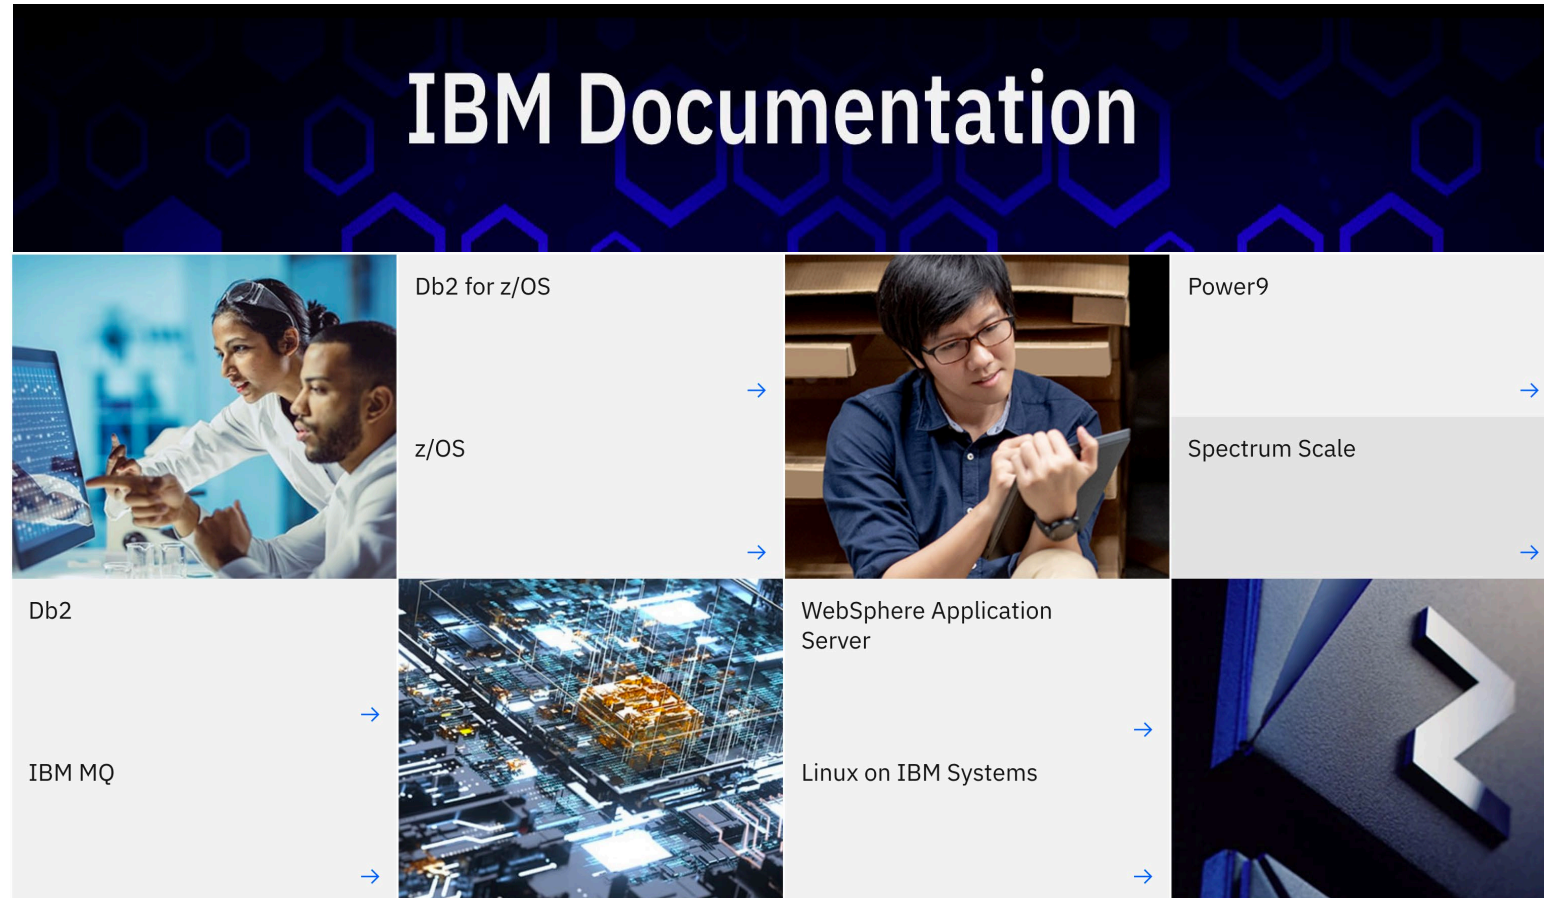 IBM Documentation
Db2 for z/OS
z/OS
Power9
Spectrum Scale
Db2
IBM MQ
WebSphere Application
Server
Linux on IBM Systems